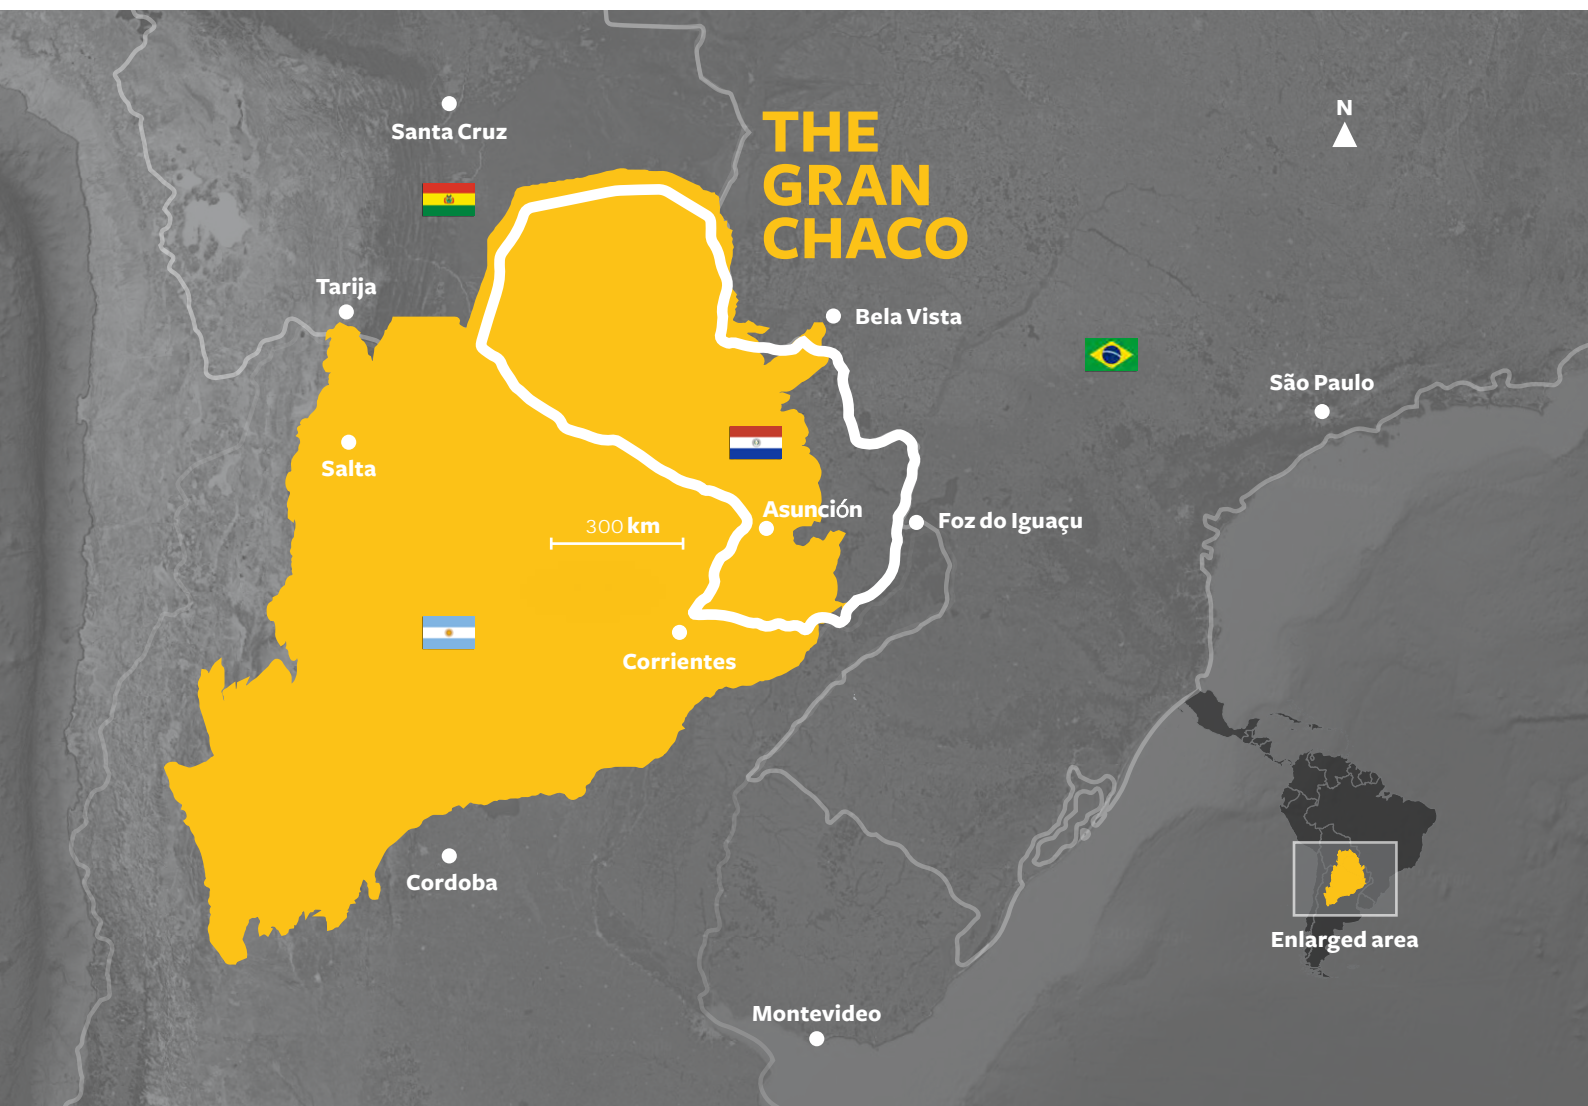 THE
GRAN
CHACO
N
Santa Cruz
Tarija
Bela Vista
São Paulo
Salta
Asunción
300 km
Foz do Iguaçu
Corrientes
Cordoba
Enlarged area
Montevideo